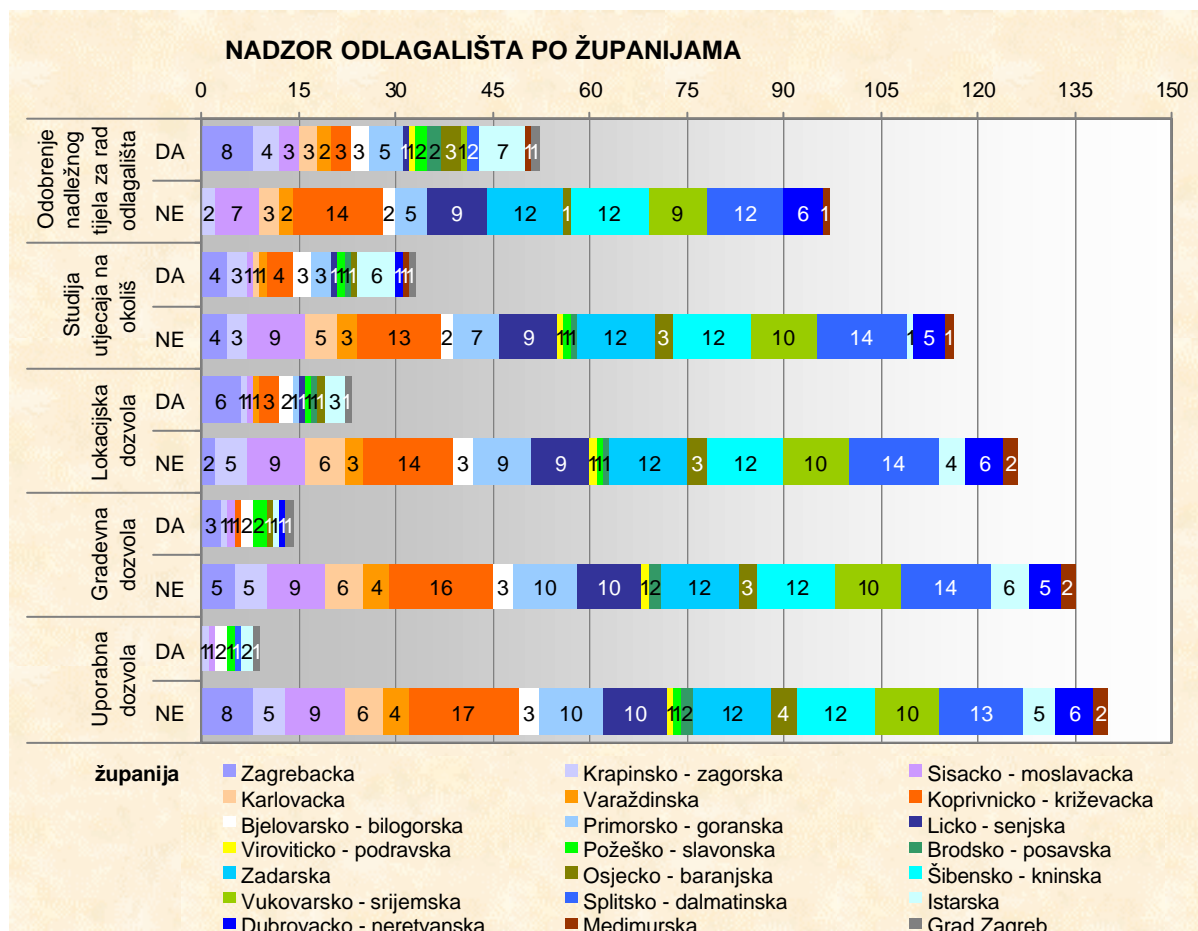 NADZOR ODLAGALIŠTA PO ŽUPANIJAMA
0 15 30 45 60 75 90 105 120 135 150
Odobrenje
nadležnog
tijela za rad
odlagališta
DA 8 4 3 3 2 3 3 5 1 1 2 2 3 1 2 7 1 1
NE 2 7 3 2 14 2 5 9 12 1 12 9 12 6 1
Studija
utjecaja na
okoliš
DA 4 3 1 1 1 4 3 3 1 1 1 1 6 1 1 1
NE 4 3 9 5 3 13 2 7 9 1 1 1 12 3 12 10 14 1 5 1
Lokacijska
dozvola
DA 6 1 1 1 3 2 1 1 1 1 1 3 1
NE 2 5 9 6 3 14 3 9 9 1 1 1 12 3 12 10 14 4 6 2
Građevna
dozvola
DA 3 1 1 1 2 2 1 1 1 1
NE 5 5 9 6 4 16 3 10 10 1 2 12 3 12 10 14 6 5 2
Uporabna
dozvola
DA 1 1 2 1 1 2 1
NE 8 5 9 6 4 17 3 10 10 1 1 2 12 4 12 10 13 5 6 2
županija
Zagrebacka Krapinsko - zagorska Sisacko - moslavacka
Karlovacka Varaždinska Koprivnicko - križevacka
Bjelovarsko - bilogorska Primorsko - goranska Licko - senjska
Viroviticko - podravska Požeško - slavonska Brodsko - posavska
Zadarska Osjecko - baranjska Šibensko - kninska
Vukovarsko - srijemska Splitsko - dalmatinska Istarska
Dubrovacko - neretvanska Medimurska Grad Zagreb